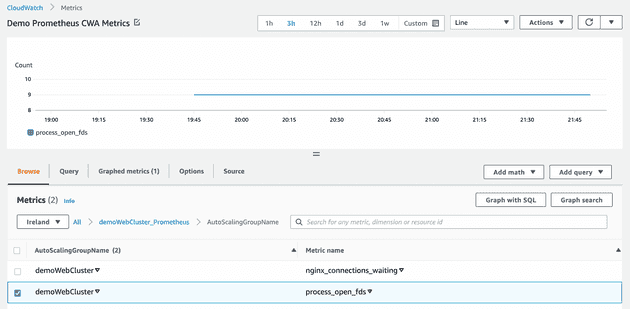 CloudWatch > Metrics
Demo Prometheus CWA Metrics
1h 3h 12h 1d 3d 1w Custom Line Actions
Count
10
9
8
19:00 19:15 19:30 19:45 20:00 20:15 20:30 20:45 21:00 21:15 21:30 21:45
process_open_fds
Browse Query Graphed metrics (1) Options Source Add math Add query
Metrics (2) Info Graph with SQL Graph search
Ireland All > demoWebCluster_Prometheus > AutoScalingGroupName Search for any metric, dimension or resource id
AutoScalingGroupName (2) Metric name
demoWebCluster nginx_connections_waiting
demoWebCluster process_open_fds